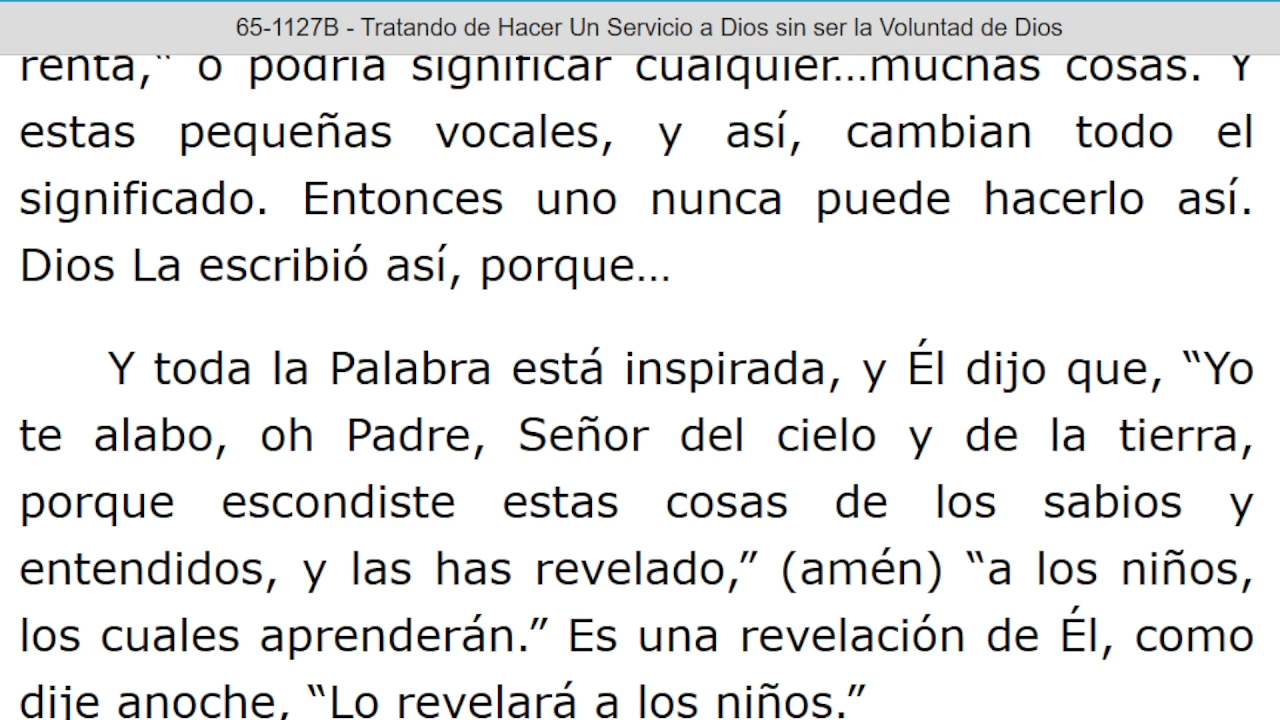 65-1127B - Tratando de Hacer Un Servicio a Dios sin ser la Voluntad de Dios
renta,“ o podría significar cualquier…muchas cosas. Y
estas pequeñas vocales, y así, cambian todo el
significado. Entonces uno nunca puede hacerlo así.
Dios La escribió así, porque…
Y toda la Palabra está inspirada, y Él dijo que, “Yo
te alabo, oh Padre, Señor del cielo y de la tierra,
porque escondiste estas cosas de los sabios y
entendidos, y las has revelado,” (amén) “a los niños,
los cuales aprenderán.” Es una revelación de Él, como
dije anoche, “Lo revelará a los niños.”